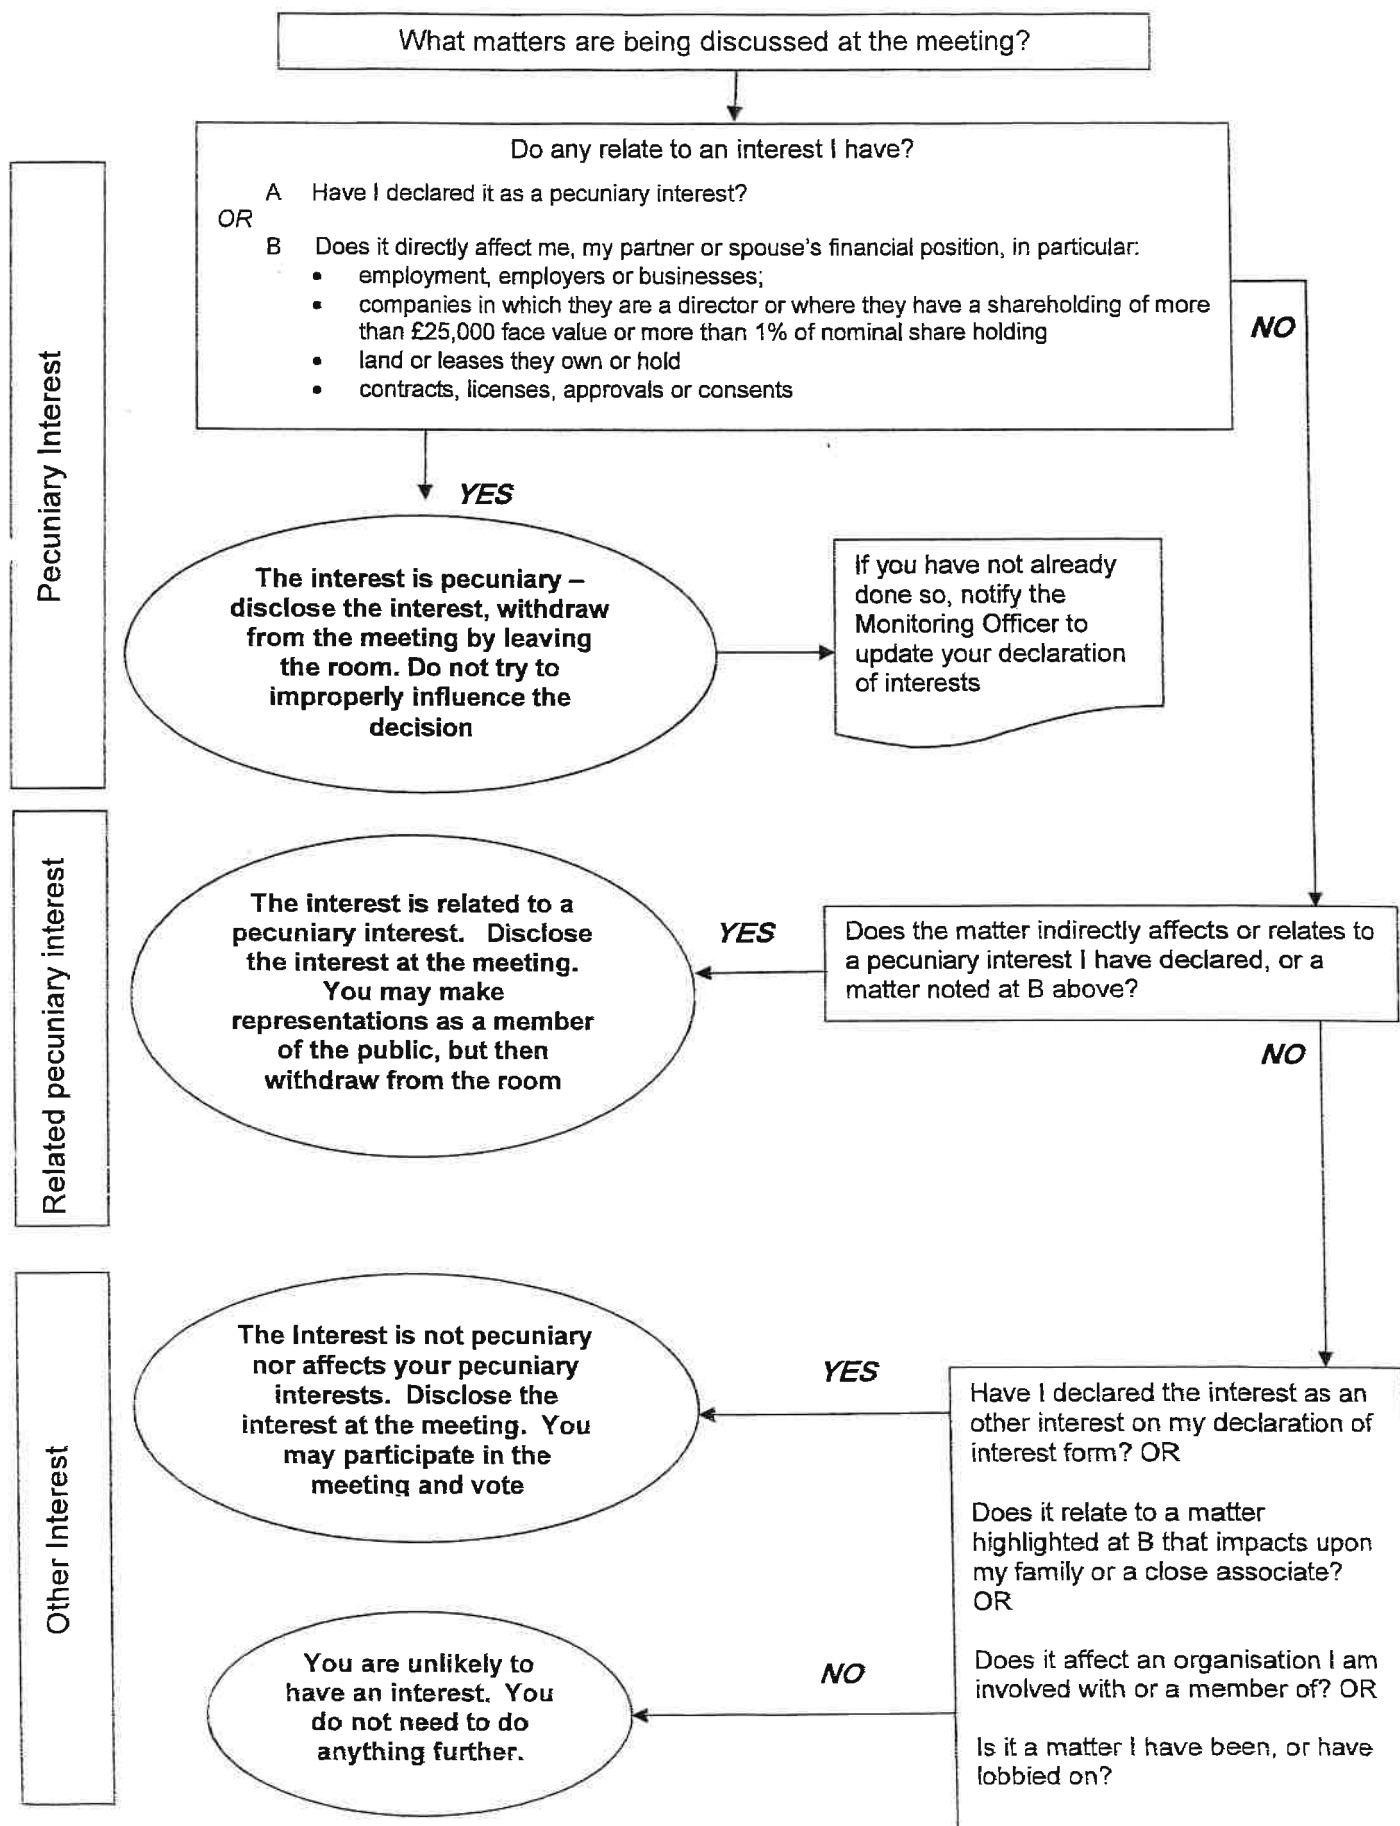 What matters are being discussed at the meeting?
Do any relate to an interest I have?
A Have I declared it as a pecuniary interest?
OR
B Does it directly affect me, my partner or spouse's financial position, in particular:
• employment, employers or businesses;
• companies in which they are a director or where they have a shareholding of more
than £25,000 face value or more than 1% of nominal share holding
• land or leases they own or hold
• contracts, licenses, approvals or consents
NO
Pecuniary Interest
YES
The interest is pecuniary –
disclose the interest, withdraw
from the meeting by leaving
the room. Do not try to
improperly influence the
decision
If you have not already
done so, notify the
Monitoring Officer to
update your declaration
of interests
Related pecuniary interest
The interest is related to a
pecuniary interest. Disclose
the interest at the meeting.
You may make
representations as a member
of the public, but then
withdraw from the room
YES
Does the matter indirectly affects or relates to
a pecuniary interest I have declared, or a
matter noted at B above?
NO
Other Interest
The Interest is not pecuniary
nor affects your pecuniary
interests. Disclose the
interest at the meeting. You
may participate in the
meeting and vote
YES
Have I declared the interest as an
other interest on my declaration of
interest form? OR
Does it relate to a matter
highlighted at B that impacts upon
my family or a close associate?
OR
Does it affect an organisation I am
involved with or a member of? OR
Is it a matter I have been, or have
lobbied on?
NO
You are unlikely to
have an interest. You
do not need to do
anything further.